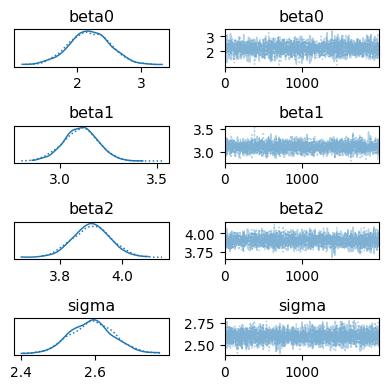 beta0 beta0
3
2
2 3 0 1000
beta1 beta1
3.5
3.0
3.0 3.5 0 1000
beta2 beta2
4.00
3.75
3.8 4.0 0 1000
sigma sigma
2.75
2.50
2.4 2.6 0 1000